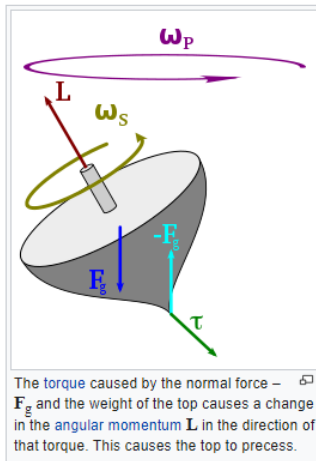 ωP
L
ωS
-Fg
Fg
τ
The torque caused by the normal force –
Fg and the weight of the top causes a change
in the angular momentum L in the direction of
that torque. This causes the top to precess.